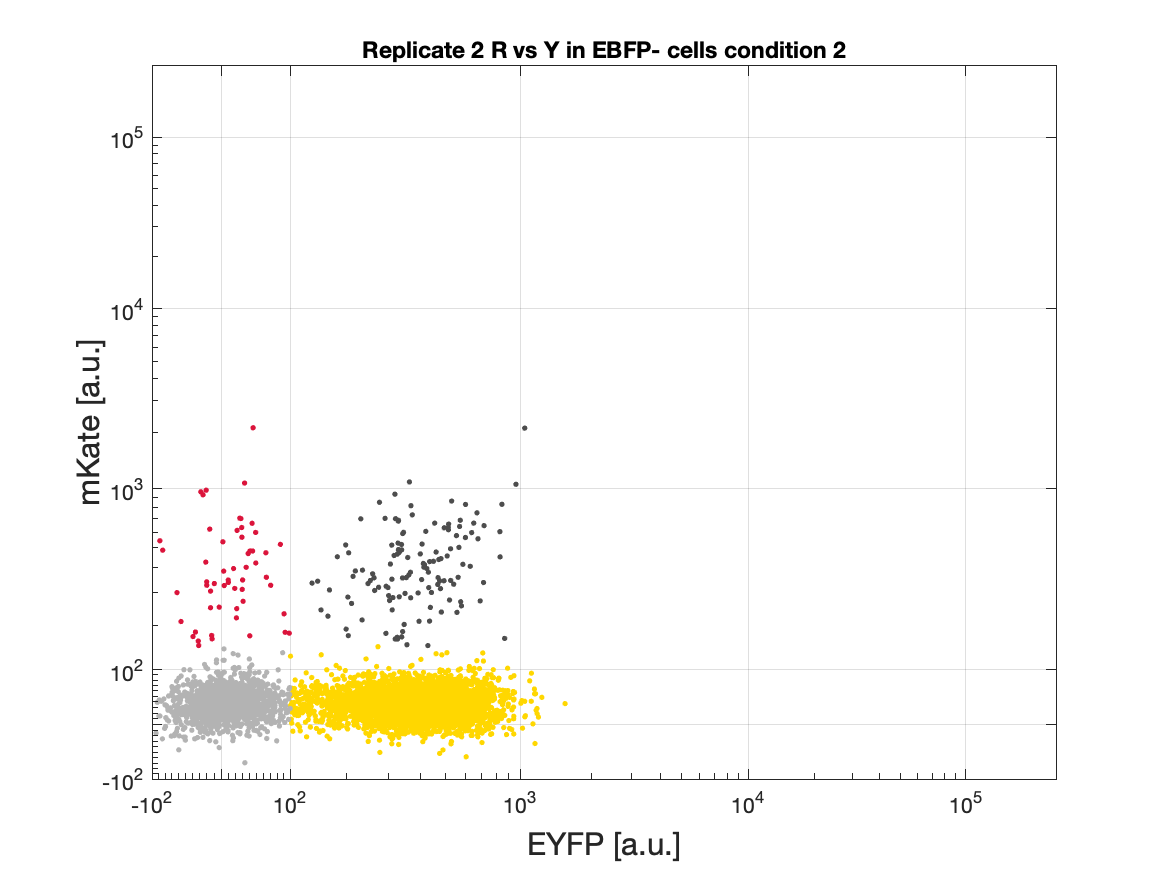 Replicate 2 R vs Y in EBFP- cells condition 2
10^5
10^4
mKate [a.u.]
10^3
10^2
-10^2
-10^2 10^2 10^3 10^4 10^5
EYFP [a.u.]